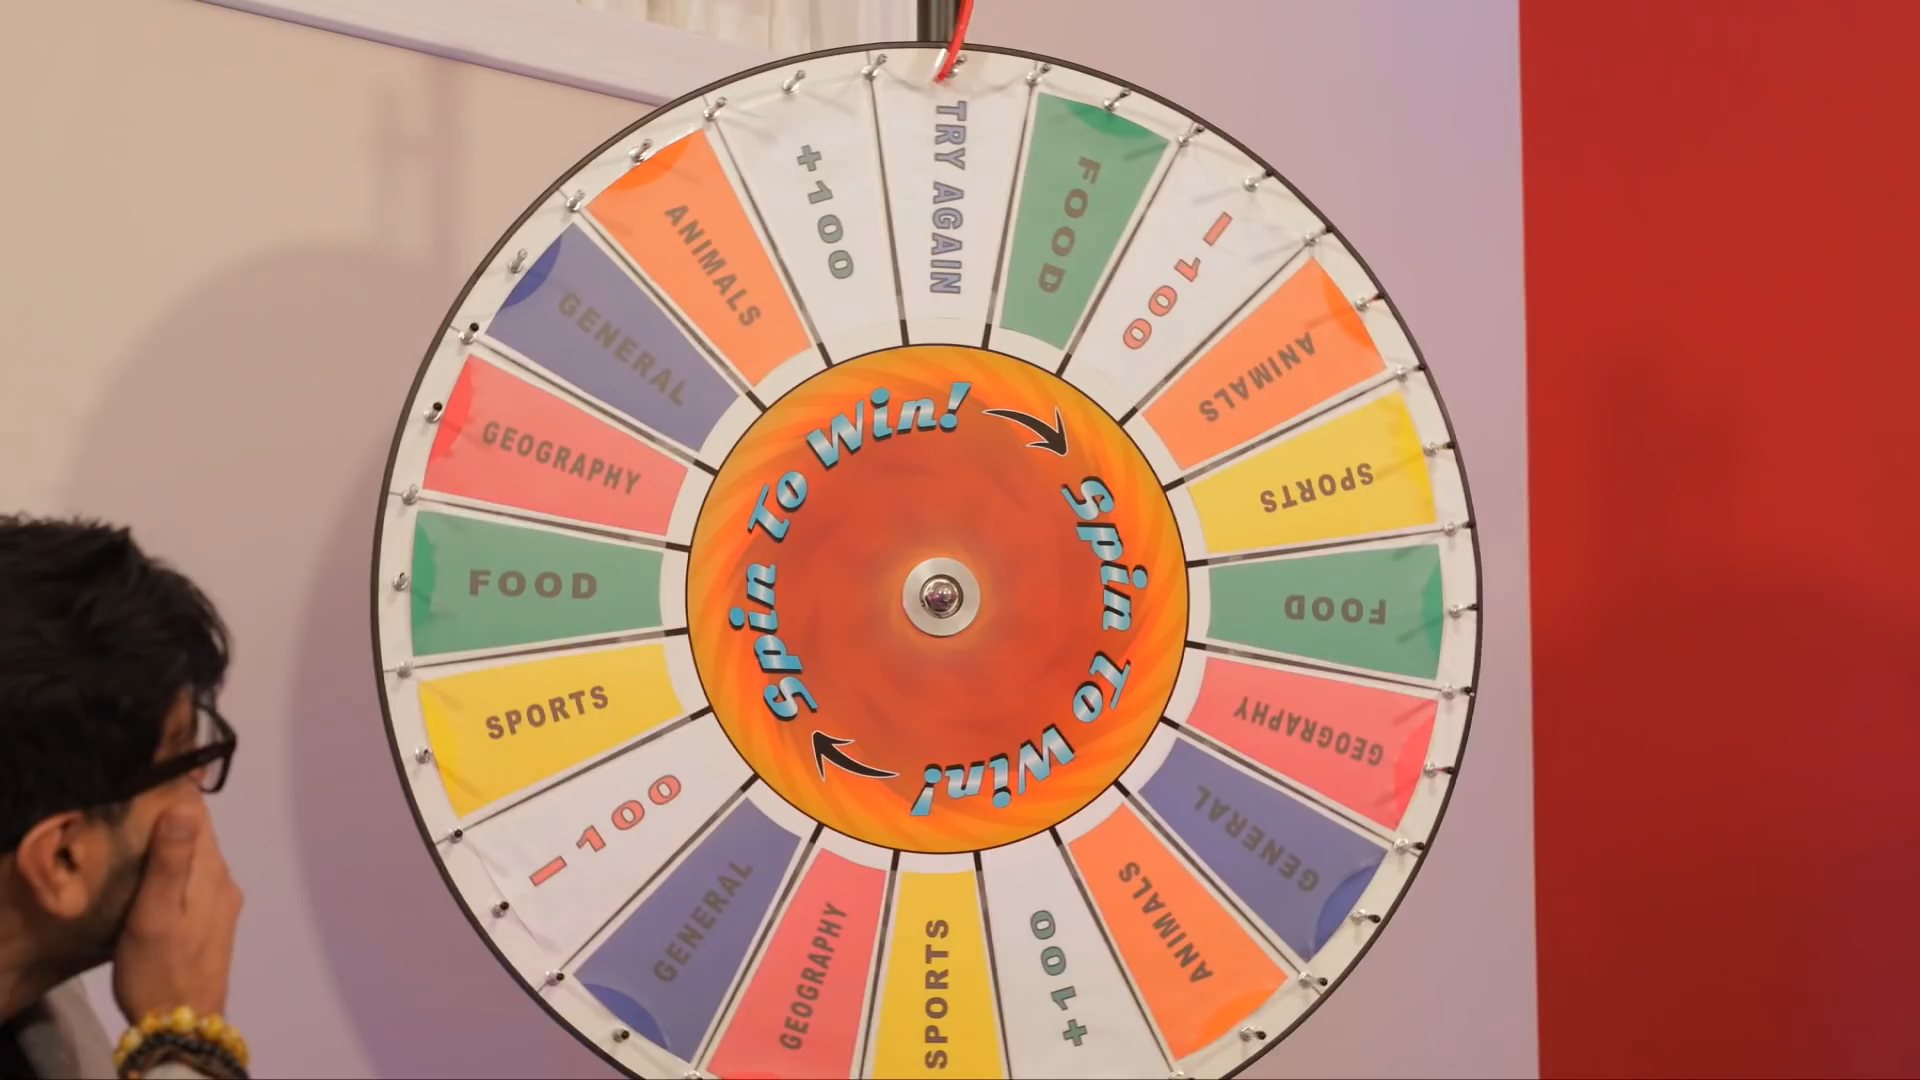 TRY AGAIN
FOOD
-100
ANIMALS
SPORTS
FOOD
GEOGRAPHY
GENERAL
ANIMALS
+100
SPORTS
GEOGRAPHY
GENERAL
-100
SPORTS
FOOD
GEOGRAPHY
GENERAL
ANIMALS
+100
Spin To Win!
Spin To Win!